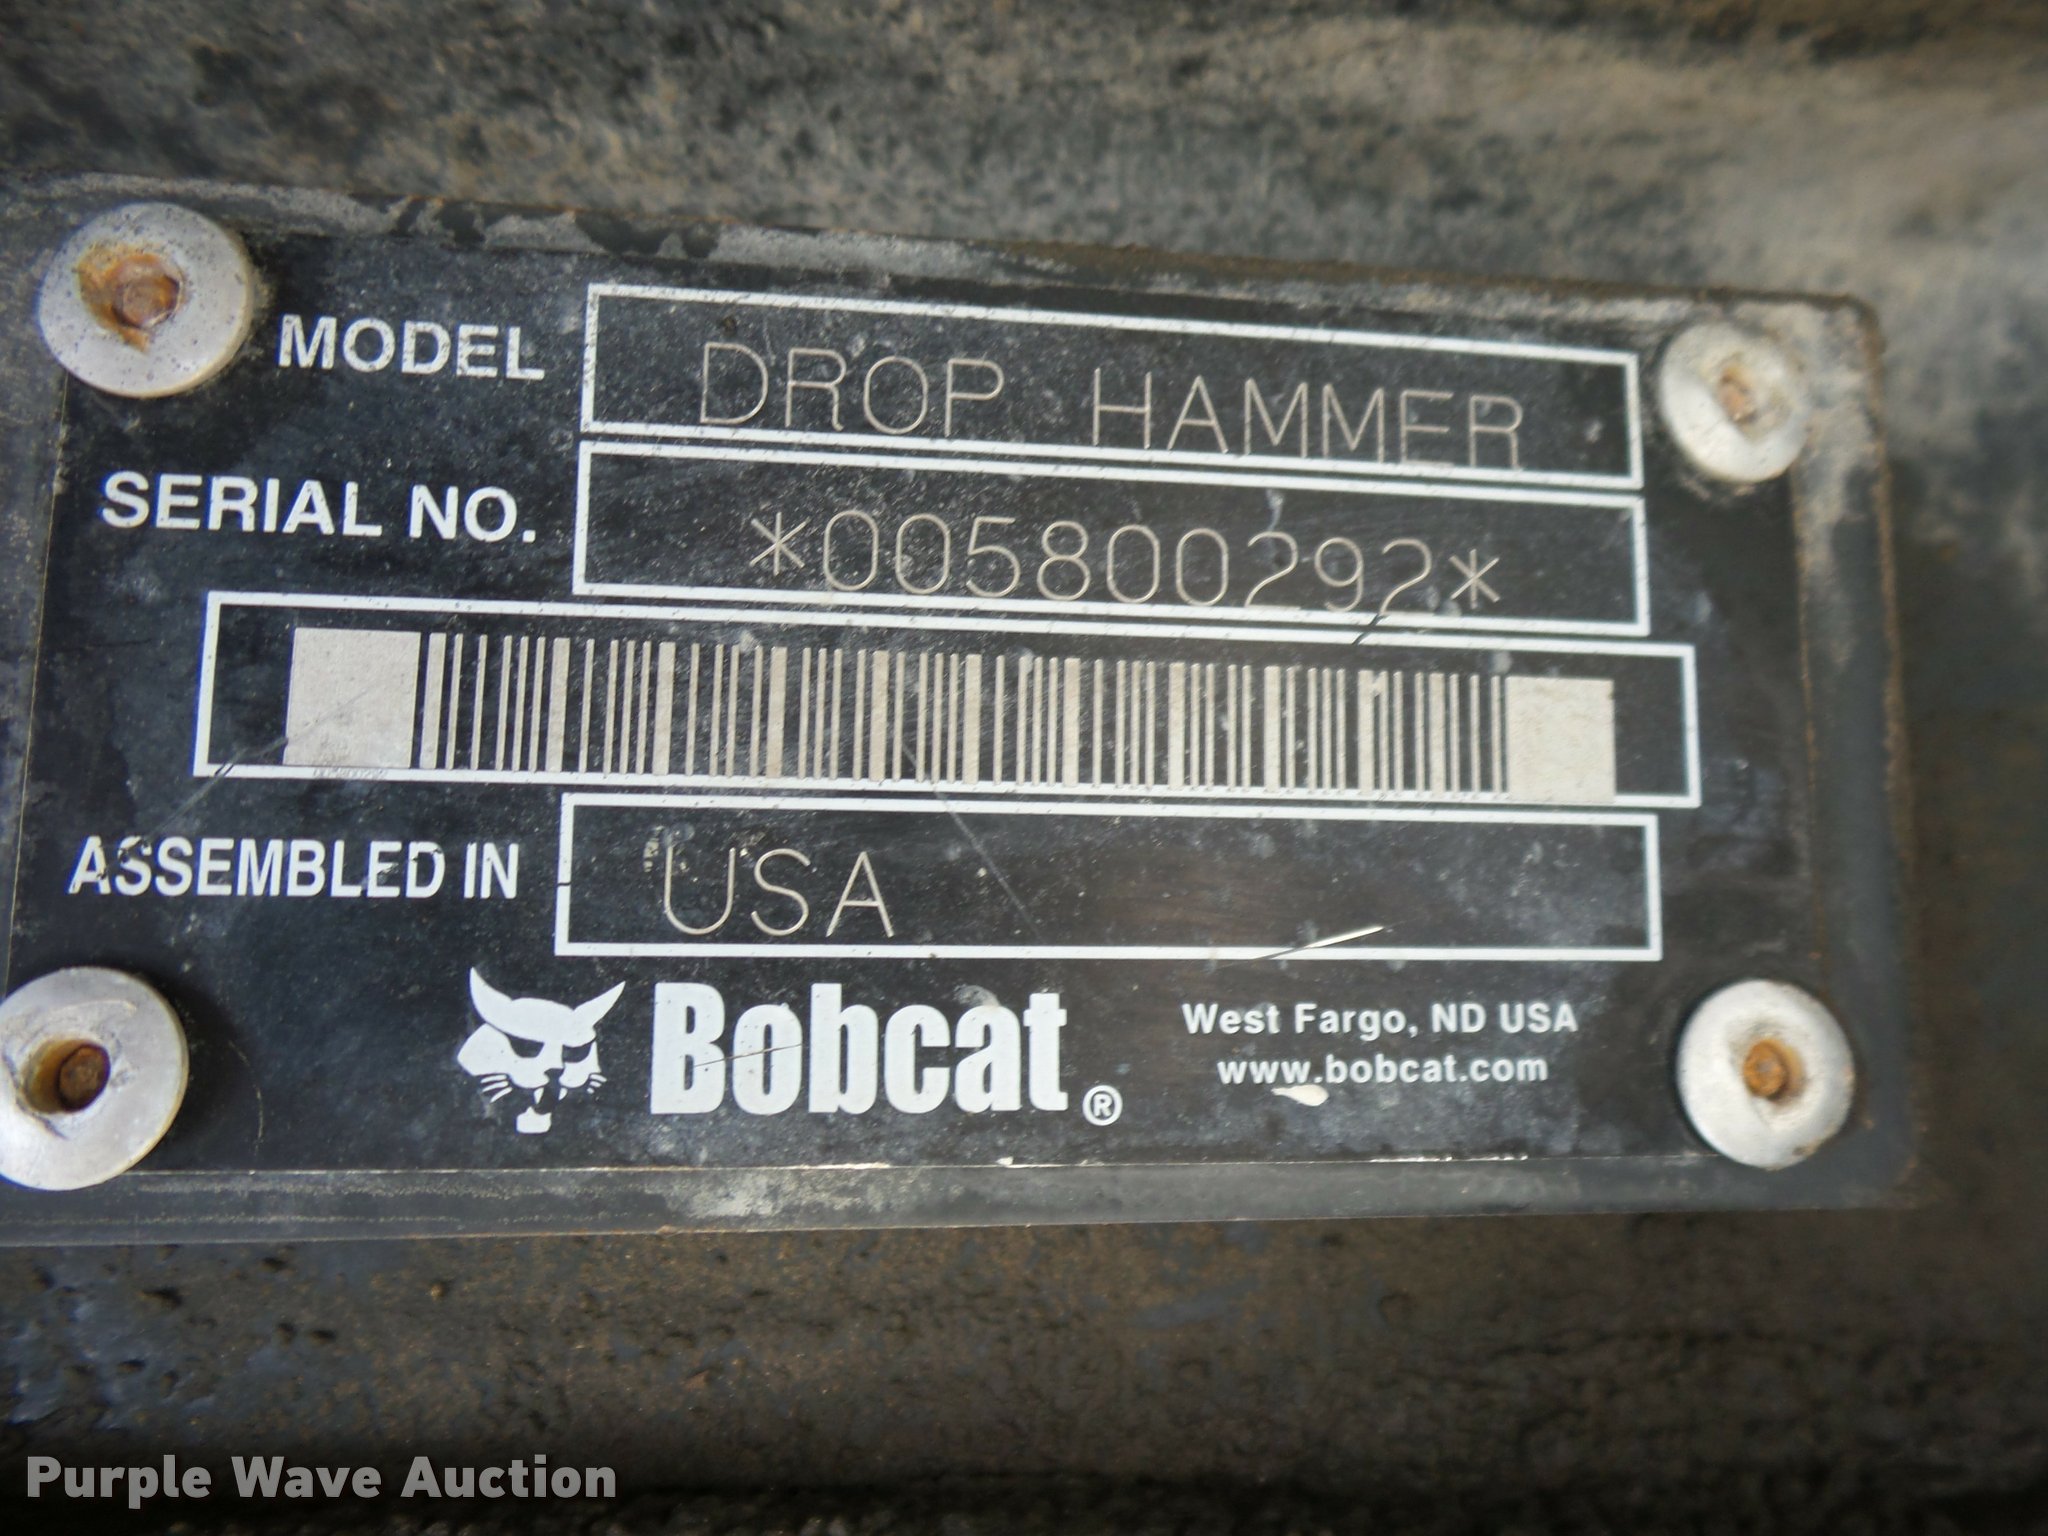 MODEL DROP HAMMER
SERIAL NO. *005800292*
005800292
ASSEMBLED IN USA
Bobcat ®
West Fargo, ND USA
www.bobcat.com
Purple Wave Auction